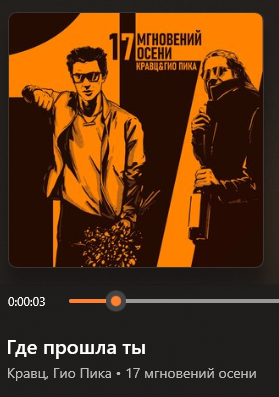 17 МГНОВЕНИЙ
ОСЕНИ
КРАВЦ&ГИО ПИКА
0:00:03
Где прошла ты
Кравц, Гио Пика • 17 мгновений осени